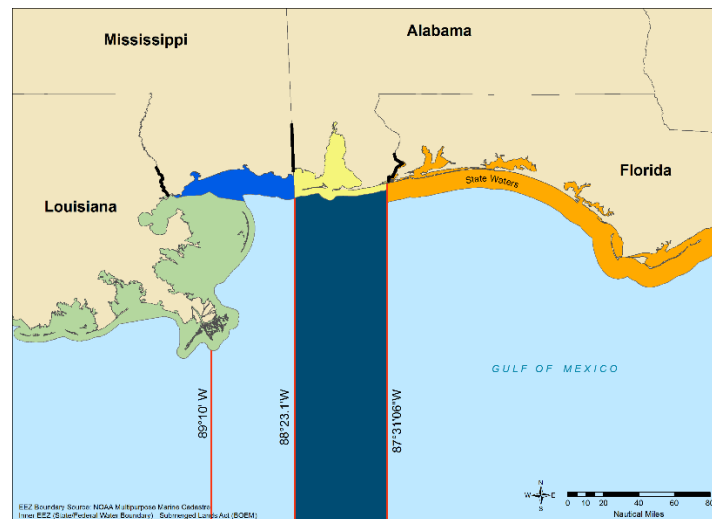 Mississippi
Alabama
Florida
Louisiana
State Waters
GULF OF MEXICO
89°10' W
88°23.1'W
87°31'06"W
N
W E
S
0 10 20 40 60 80
Nautical Miles
EEZ Boundary Source: NOAA Multipurpose Marine Cadastre
Inner EEZ (State/Federal Water Boundary) Submerged Lands Act (BOEM)